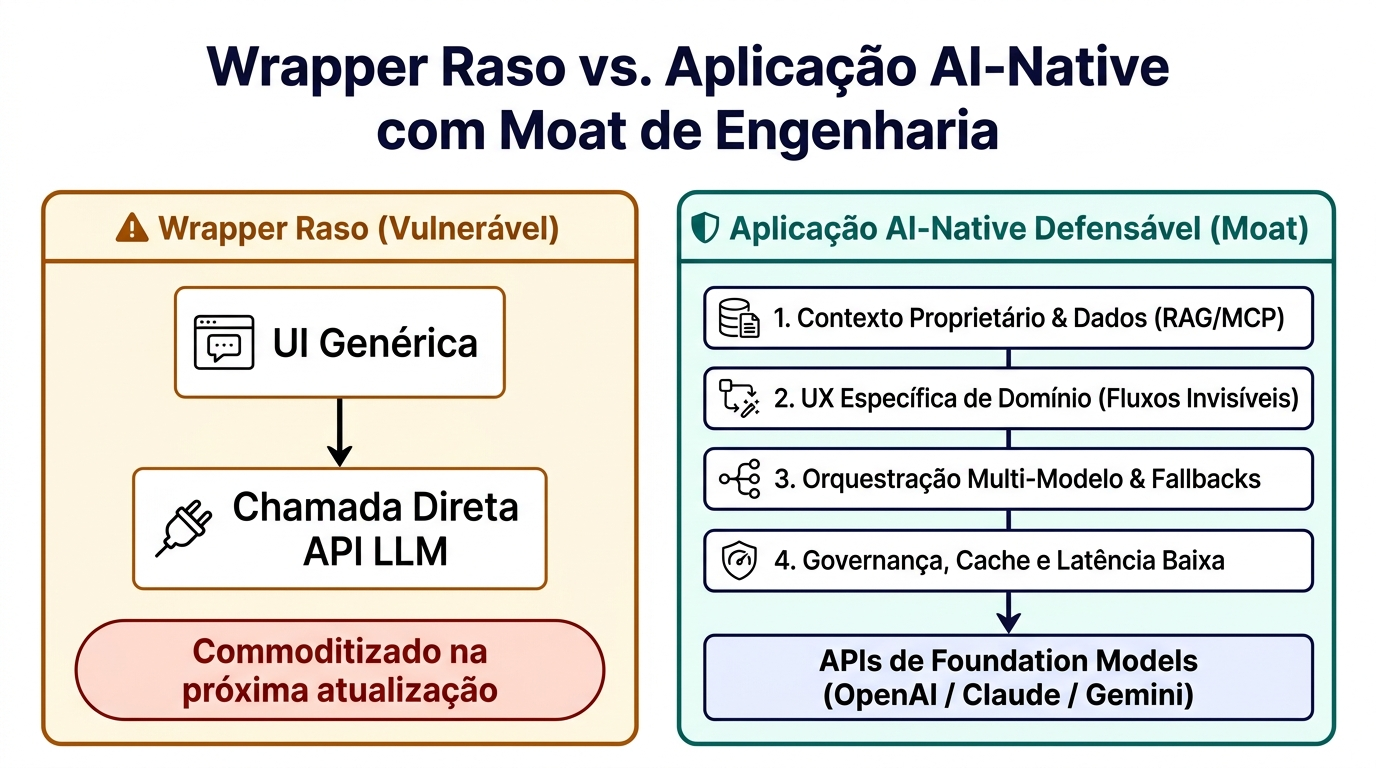 Wrapper Raso vs. Aplicação AI-Native
com Moat de Engenharia
Wrapper Raso (Vulnerável)
UI Genérica
Chamada Direta
API LLM
Commoditizado na
próxima atualização
Aplicação AI-Native Defensável (Moat)
1. Contexto Proprietário & Dados (RAG/MCP)
2. UX Específica de Domínio (Fluxos Invisíveis)
3. Orquestração Multi-Modelo & Fallbacks
4. Governança, Cache e Latência Baixa
APIs de Foundation Models
(OpenAI / Claude / Gemini)